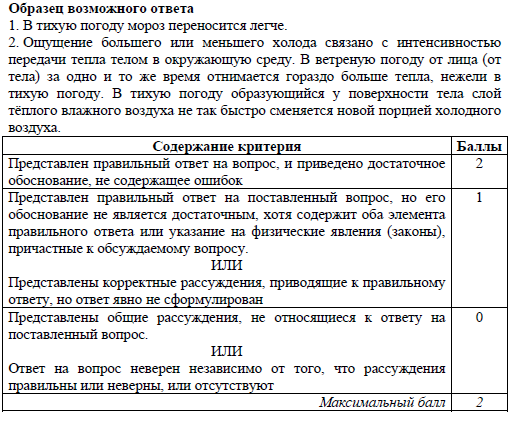 Образец возможного ответа
1. В тихую погоду мороз переносится легче.
2. Ощущение большего или меньшего холода связано с интенсивностью
передачи тепла телом в окружающую среду. В ветреную погоду от лица (от
тела) за одно и то же время отнимается гораздо больше тепла, нежели в
тихую погоду. В тихую погоду образующийся у поверхности тела слой
тёплого влажного воздуха не так быстро сменяется новой порцией холодного
воздуха.
Содержание критерия Баллы
Представлен правильный ответ на вопрос, и приведено достаточное 2
обоснование, не содержащее ошибок
Представлен правильный ответ на поставленный вопрос, но его 1
обоснование не является достаточным, хотя содержит оба элемента
правильного ответа или указание на физические явления (законы),
причастные к обсуждаемому вопросу.
ИЛИ
Представлены корректные рассуждения, приводящие к правильному
ответу, но ответ явно не сформулирован
Представлены общие рассуждения, не относящиеся к ответу на 0
поставленный вопрос.
ИЛИ
Ответ на вопрос неверен независимо от того, что рассуждения
правильны или неверны, или отсутствуют
Максимальный балл 2